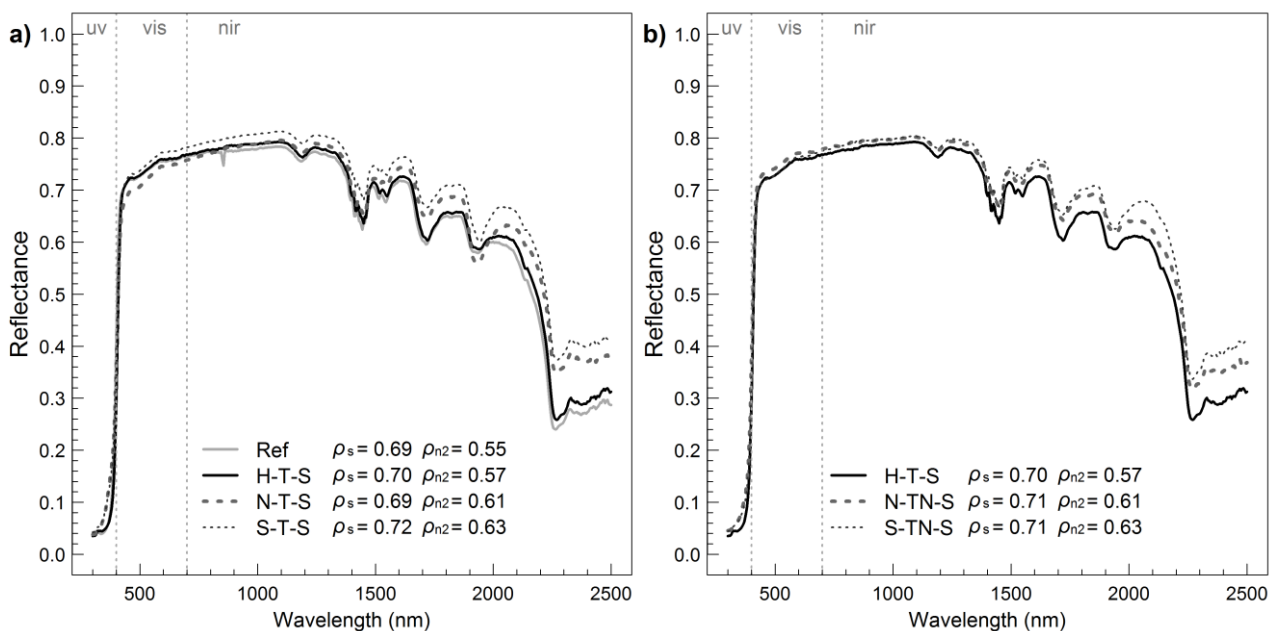 a)
uv vis nir
1.0
0.9
0.8
0.7
0.6
0.5
0.4
0.3
0.2
0.1
0.0
Reflectance
Ref ρs = 0.69 ρn2 = 0.55
H-T-S ρs = 0.70 ρn2 = 0.57
N-T-S ρs = 0.69 ρn2 = 0.61
S-T-S ρs = 0.72 ρn2 = 0.63
500 1000 1500 2000 2500
Wavelength (nm)
b)
uv vis nir
1.0
0.9
0.8
0.7
0.6
0.5
0.4
0.3
0.2
0.1
0.0
Reflectance
H-T-S ρs = 0.70 ρn2 = 0.57
N-TN-S ρs = 0.71 ρn2 = 0.61
S-TN-S ρs = 0.71 ρn2 = 0.63
500 1000 1500 2000 2500
Wavelength (nm)